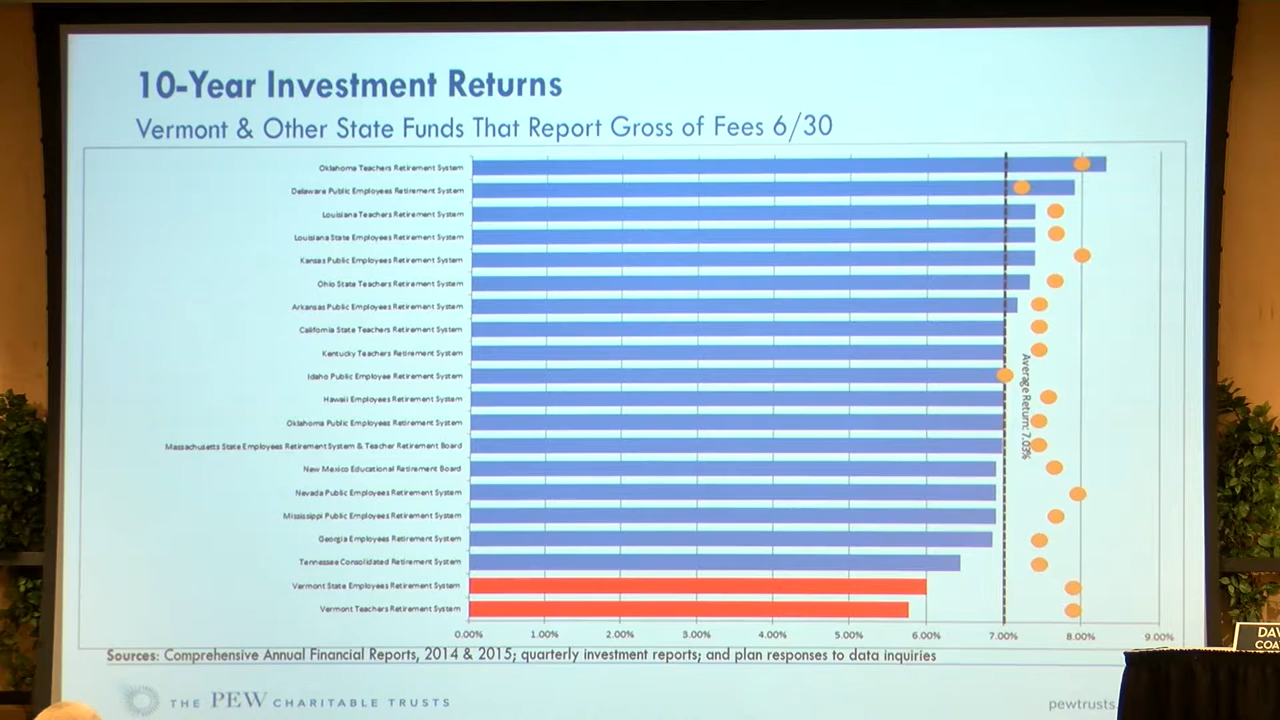 10-Year Investment Returns
Vermont & Other State Funds That Report Gross of Fees 6/30
Oklahoma Teachers Retirement System
Delaware Public Employees Retirement System
Louisiana Teachers Retirement System
Louisiana State Employees Retirement System
Kansas Public Employees Retirement System
Ohio State Teachers Retirement System
Arkansas Public Employees Retirement System
California State Teachers Retirement System
Kentucky Teachers Retirement System
Idaho Public Employee Retirement System
Hawaii Employees Retirement System
Oklahoma Public Employees Retirement System
Massachusetts State Employees Retirement System & Teacher Retirement Board
New Mexico Educational Retirement Board
Nevada Public Employees Retirement System
Mississippi Public Employees Retirement System
Georgia Employees Retirement System
Tennessee Consolidated Retirement System
Vermont State Employees Retirement System
Vermont Teachers Retirement System
Average Return: 7.03%
0.00% 1.00% 2.00% 3.00% 4.00% 5.00% 6.00% 7.00% 8.00% 9.00%
Sources: Comprehensive Annual Financial Reports, 2014 & 2015; quarterly investment reports; and plan responses to data inquiries
THE PEW CHARITABLE TRUSTS
pewtrusts.
DAV
COA